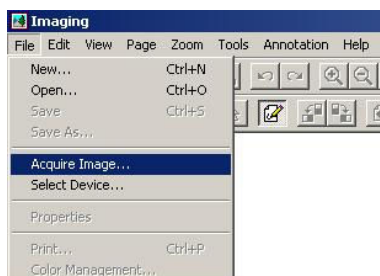 Imaging
File Edit View Page Zoom Tools Annotation Help
New... Ctrl+N
Open... Ctrl+O
Save Ctrl+S
Save As...
Acquire Image...
Select Device...
Properties
Print... Ctrl+P
Color Management...